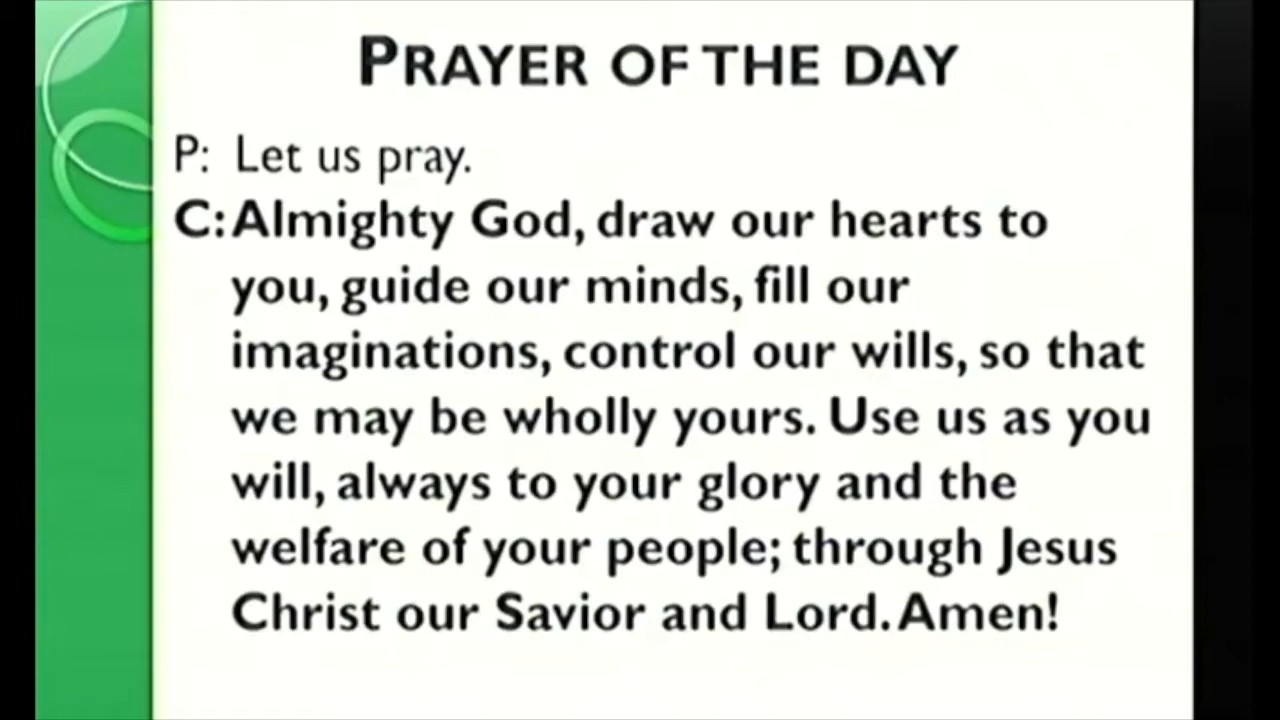 PRAYER OF THE DAY
P: Let us pray.
C: Almighty God, draw our hearts to
you, guide our minds, fill our
imaginations, control our wills, so that
we may be wholly yours. Use us as you
will, always to your glory and the
welfare of your people; through Jesus
Christ our Savior and Lord. Amen!